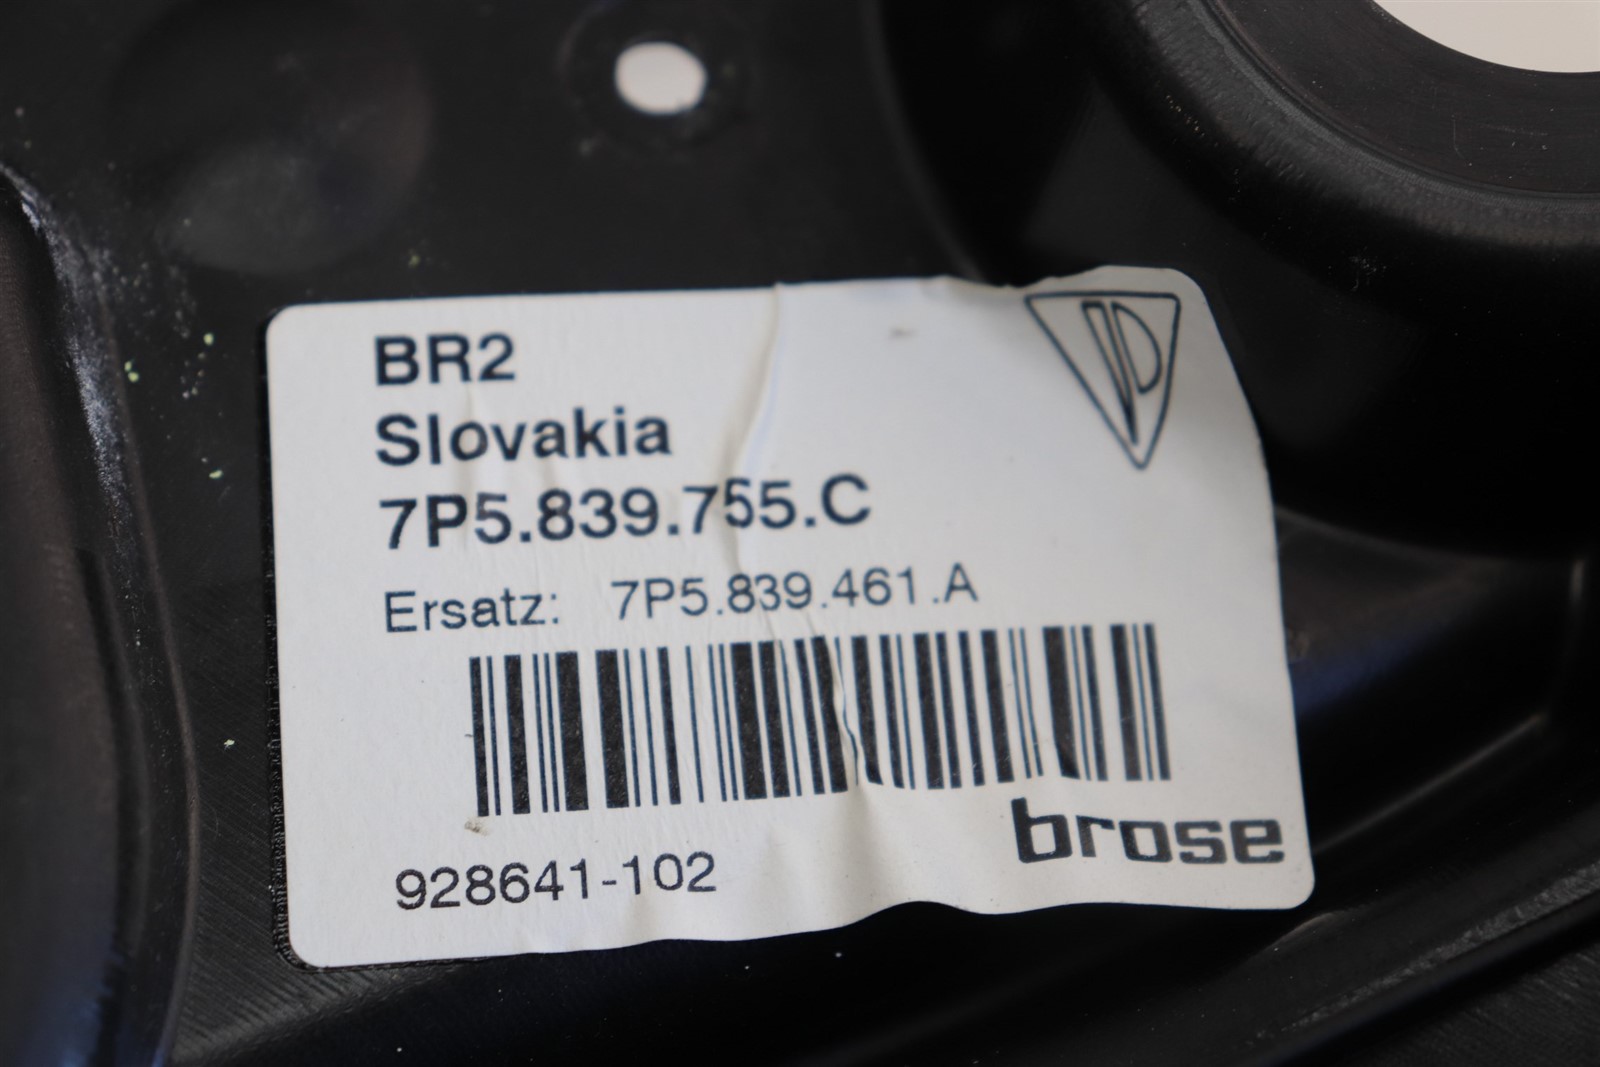 BR2
Slovakia
7P5.839.755.C
Ersatz: 7P5.839.461.A
brose
928641-102